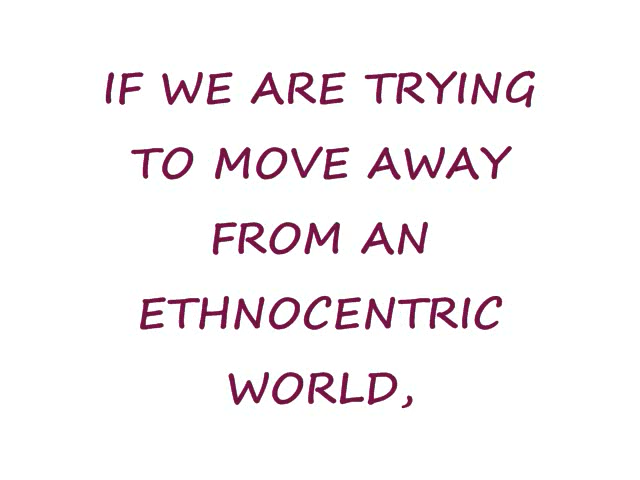 IF WE ARE TRYING
TO MOVE AWAY
FROM AN
ETHNOCENTRIC
WORLD,